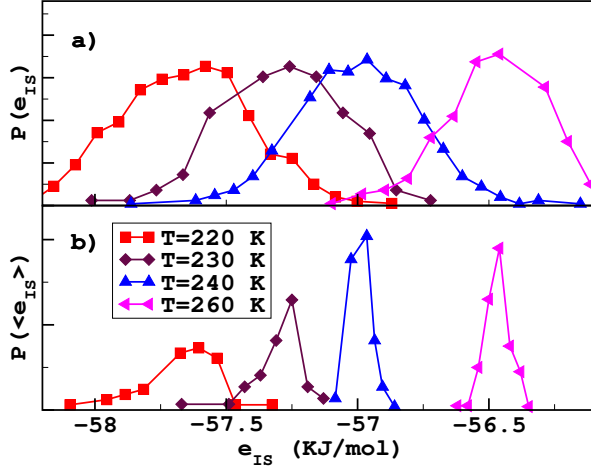 a)
P(e_IS)
b)
T=220 K
T=230 K
T=240 K
T=260 K
P(<e_IS>)
-58 -57.5 -57 -56.5
e_IS (KJ/mol)